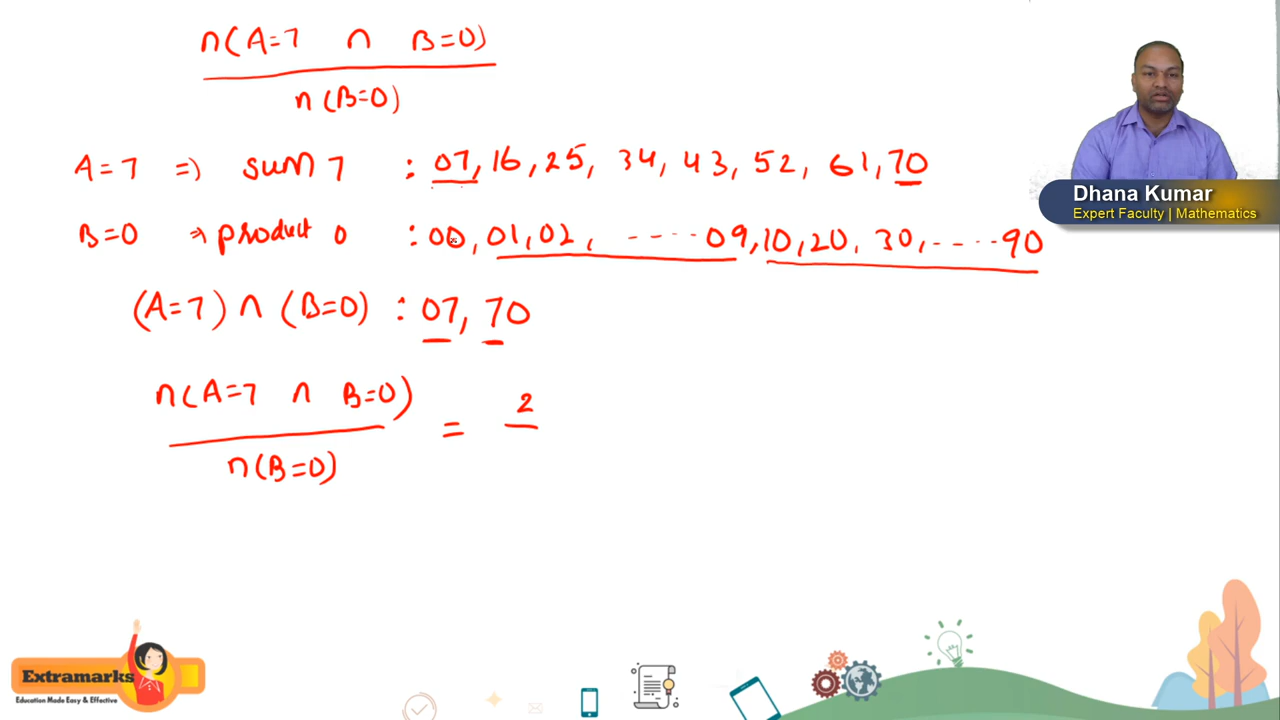 n(A=7 ∩ B=0)
n(B=0)
A=7 => sum 7 : 07, 16, 25, 34, 43, 52, 61, 70
B=0 => product 0 : 00, 01, 02, ---- 09, 10, 20, 30, ---- 90
(A=7) ∩ (B=0) : 07, 70
n(A=7 ∩ B=0)
n(B=0)
= 2
Dhana Kumar
Expert Faculty | Mathematics
Extramarks
Education Made Easy & Effective